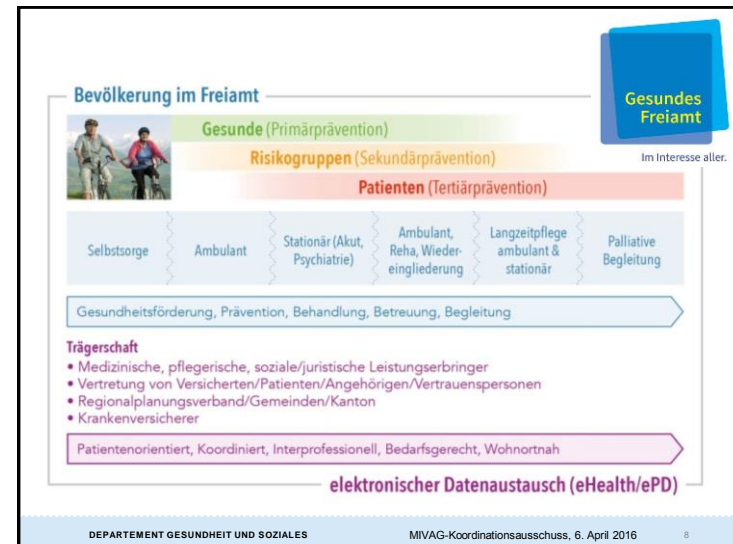 Gesundes
Freiamt
Im Interesse aller.
Bevölkerung im Freiamt
Gesunde (Primärprävention)
Risikogruppen (Sekundärprävention)
Patienten (Tertiärprävention)
Selbstsorge
Ambulant
Stationär (Akut,
Psychiatrie)
Ambulant,
Reha, Wieder-
eingliederung
Langzeitpflege
ambulant &
stationär
Palliative
Begleitung
Gesundheitsförderung, Prävention, Behandlung, Betreuung, Begleitung
Trägerschaft
• Medizinische, pflegerische, soziale/juristische Leistungserbringer
• Vertretung von Versicherten/Patienten/Angehörigen/Vertrauenspersonen
• Regionalplanungsverband/Gemeinden/Kanton
• Krankenversicherer
Patientenorientiert, Koordiniert, Interprofessionell, Bedarfsgerecht, Wohnortnah
elektronischer Datenaustausch (eHealth/ePD)
DEPARTEMENT GESUNDHEIT UND SOZIALES MIVAG-Koordinationsausschuss, 6. April 2016 8